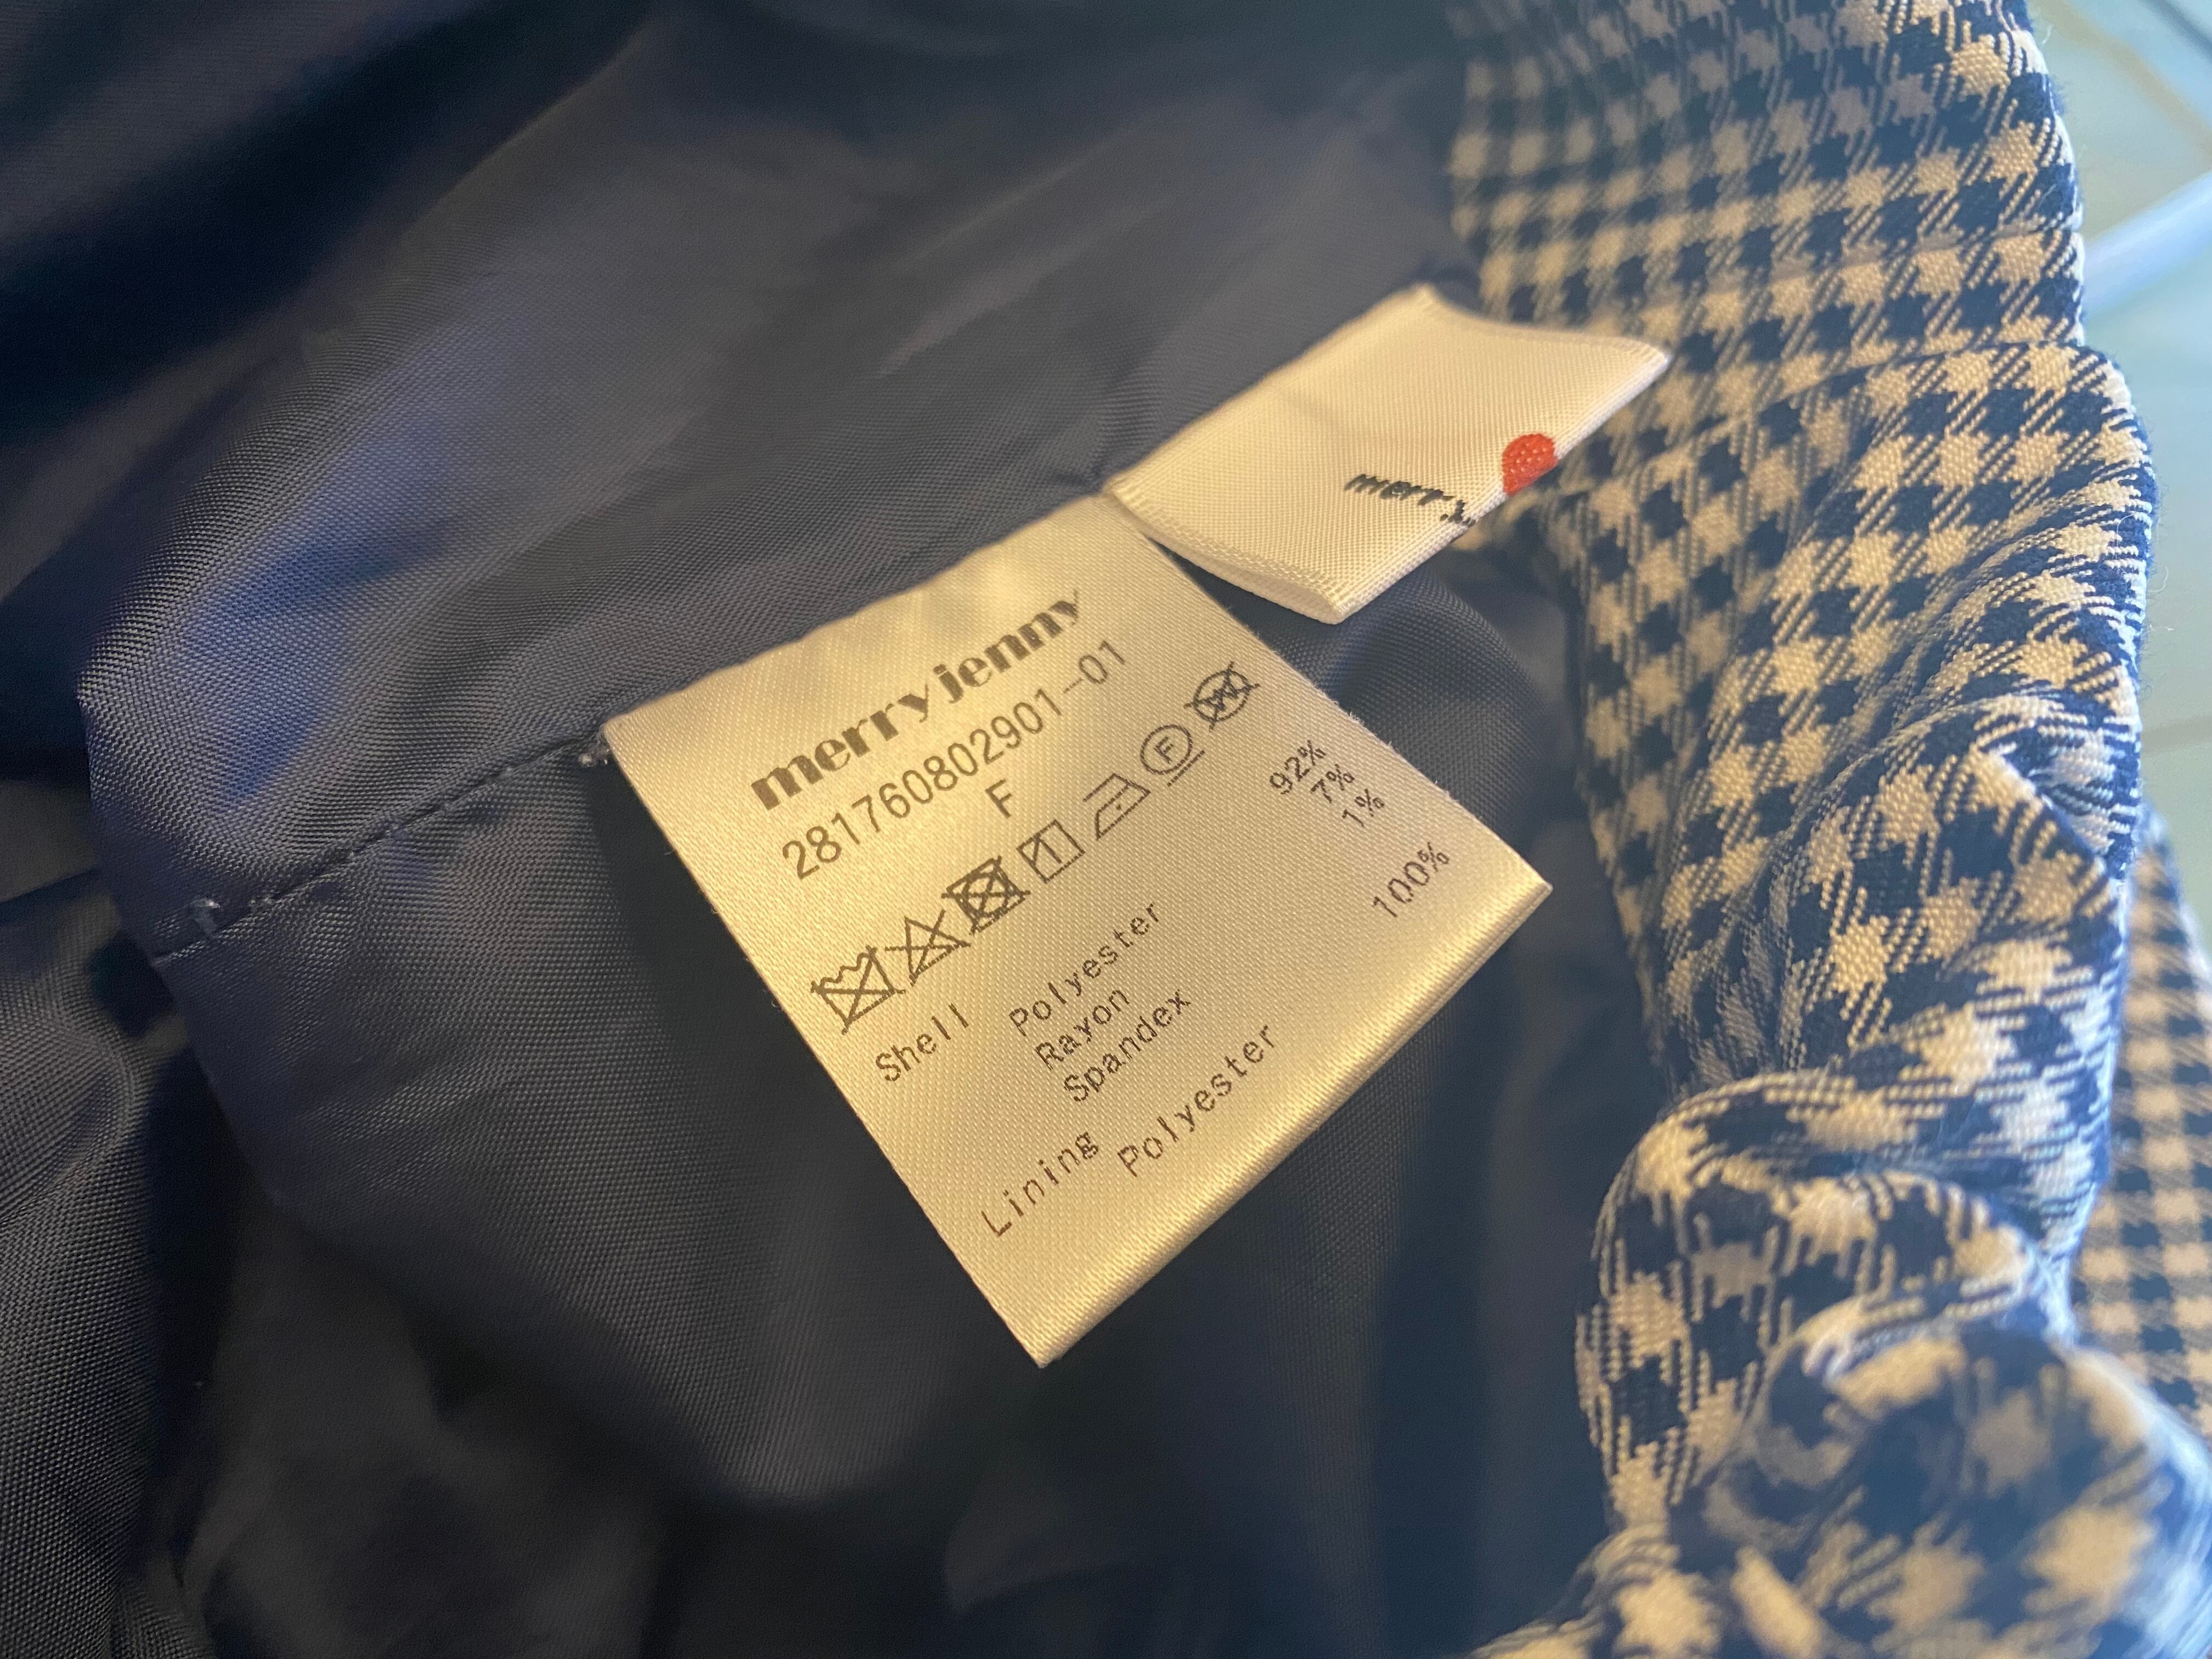 merry
merry jenny
281760802901-01
F
F W
Shell Polyester 92%
Rayon 7%
Spandex 1%
Lining
Polyester 100%